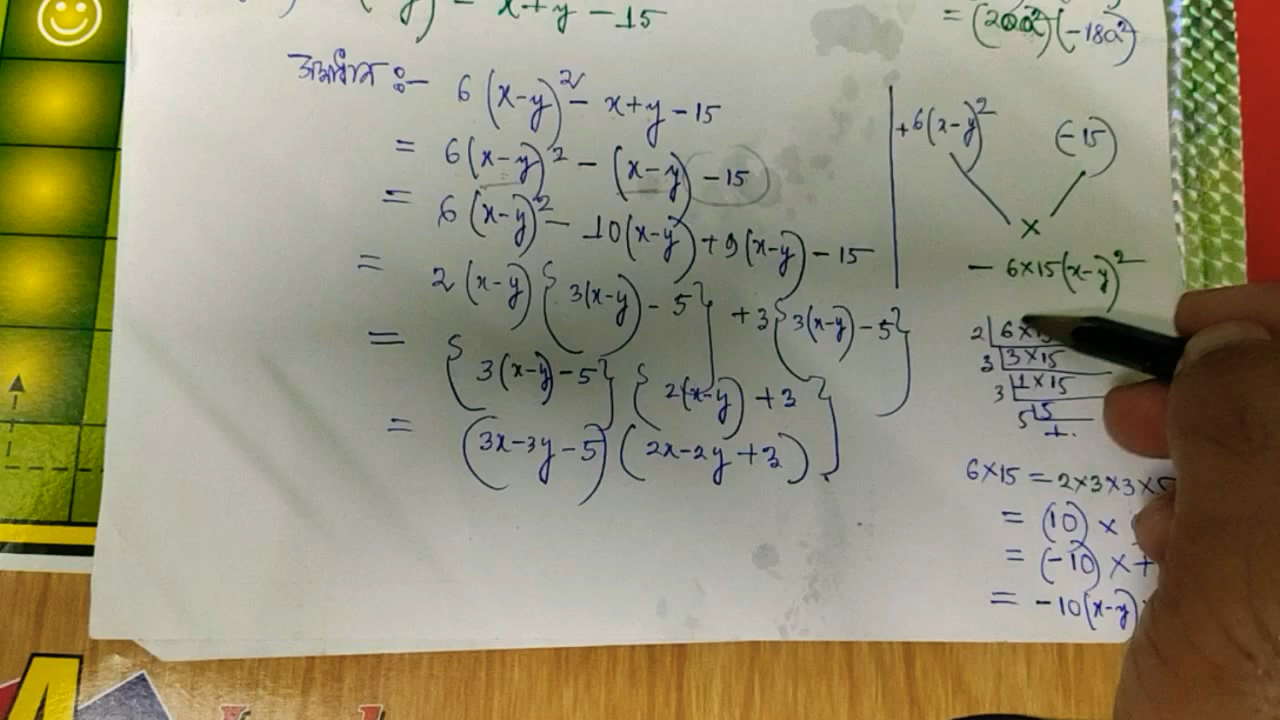 y) - x+y-15
= (20a²)(-18a²)
সমাধান :- 6(x-y)² - x+y-15
= 6(x-y)² - (x-y) -15
= 6(x-y)² - 10(x-y)+9(x-y)-15
= 2(x-y){3(x-y)-5} +3{3(x-y)-5}
= {3(x-y)-5}{2(x-y)+3}
= (3x-3y-5)(2x-2y+3)
+6(x-y)² (-15)
×
- 6×15(x-y)²
2 6×15
3 3×15
3 1×15
5 5
1
6×15 = 2×3×3×5
= (10) ×
= (-10) × +
= -10(x-y)